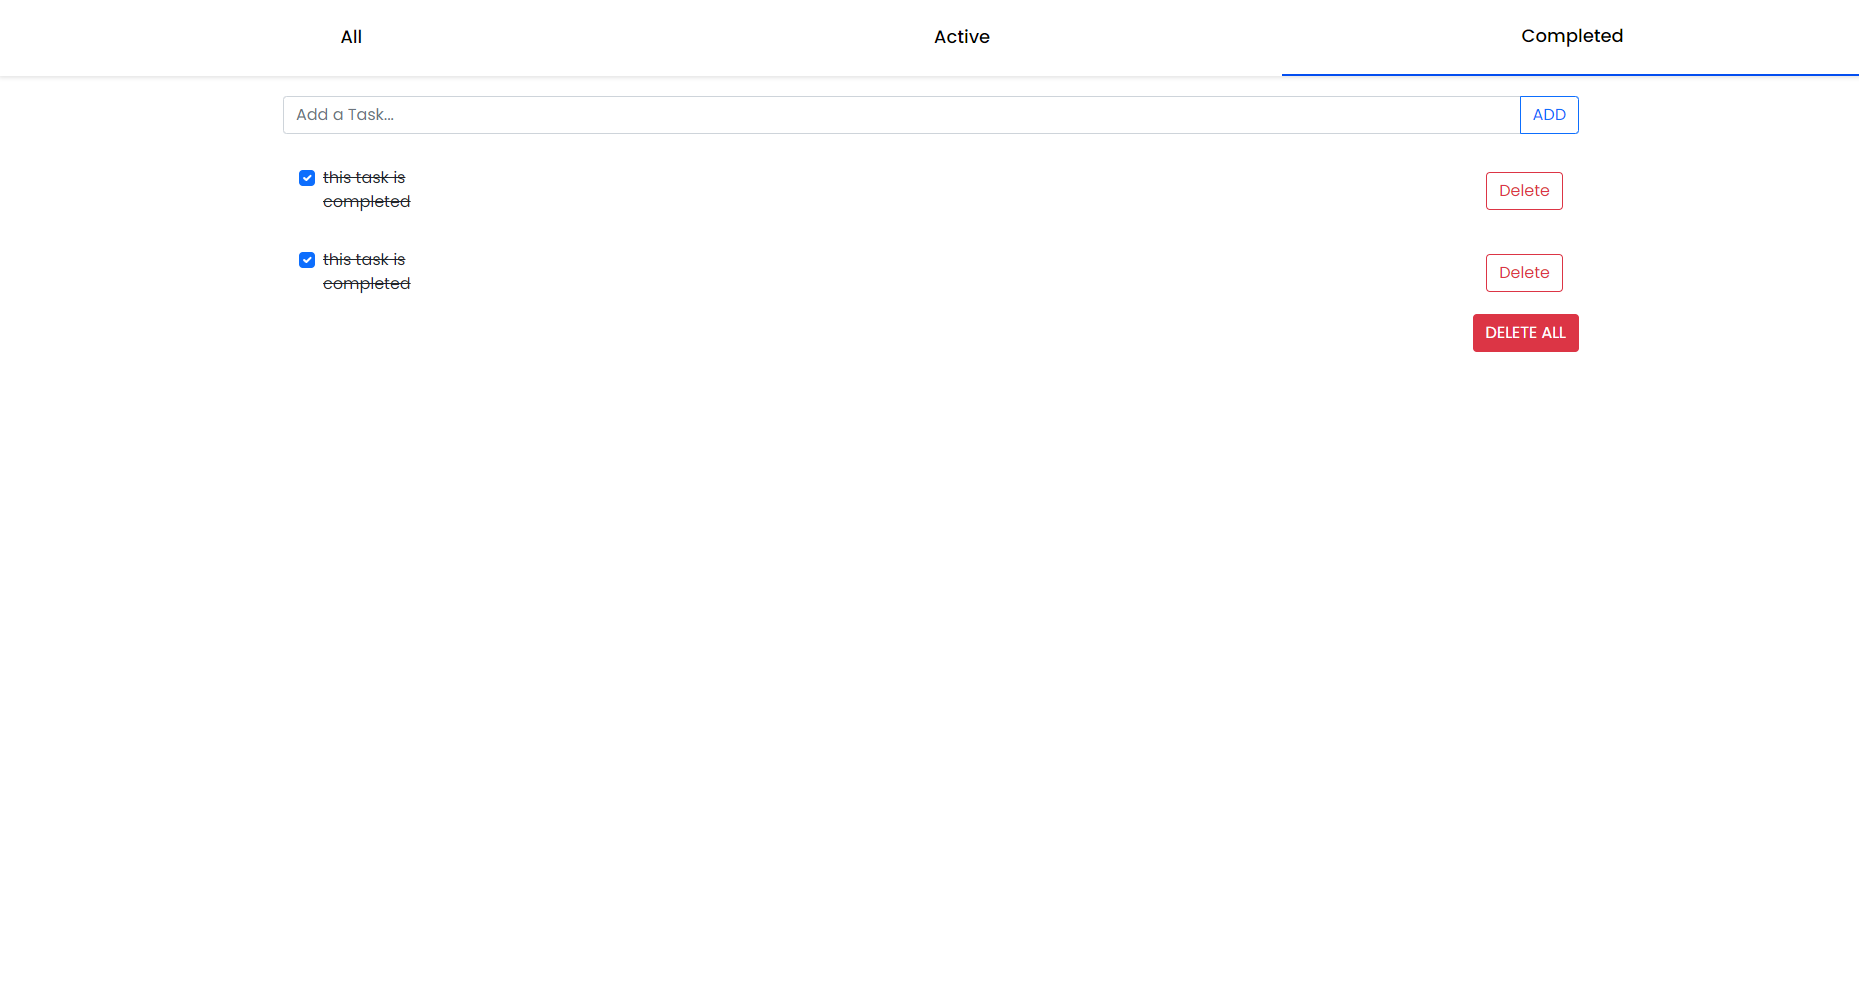 All
Active
Completed
Add a Task...
ADD
this task is
completed
Delete
this task is
completed
Delete
DELETE ALL